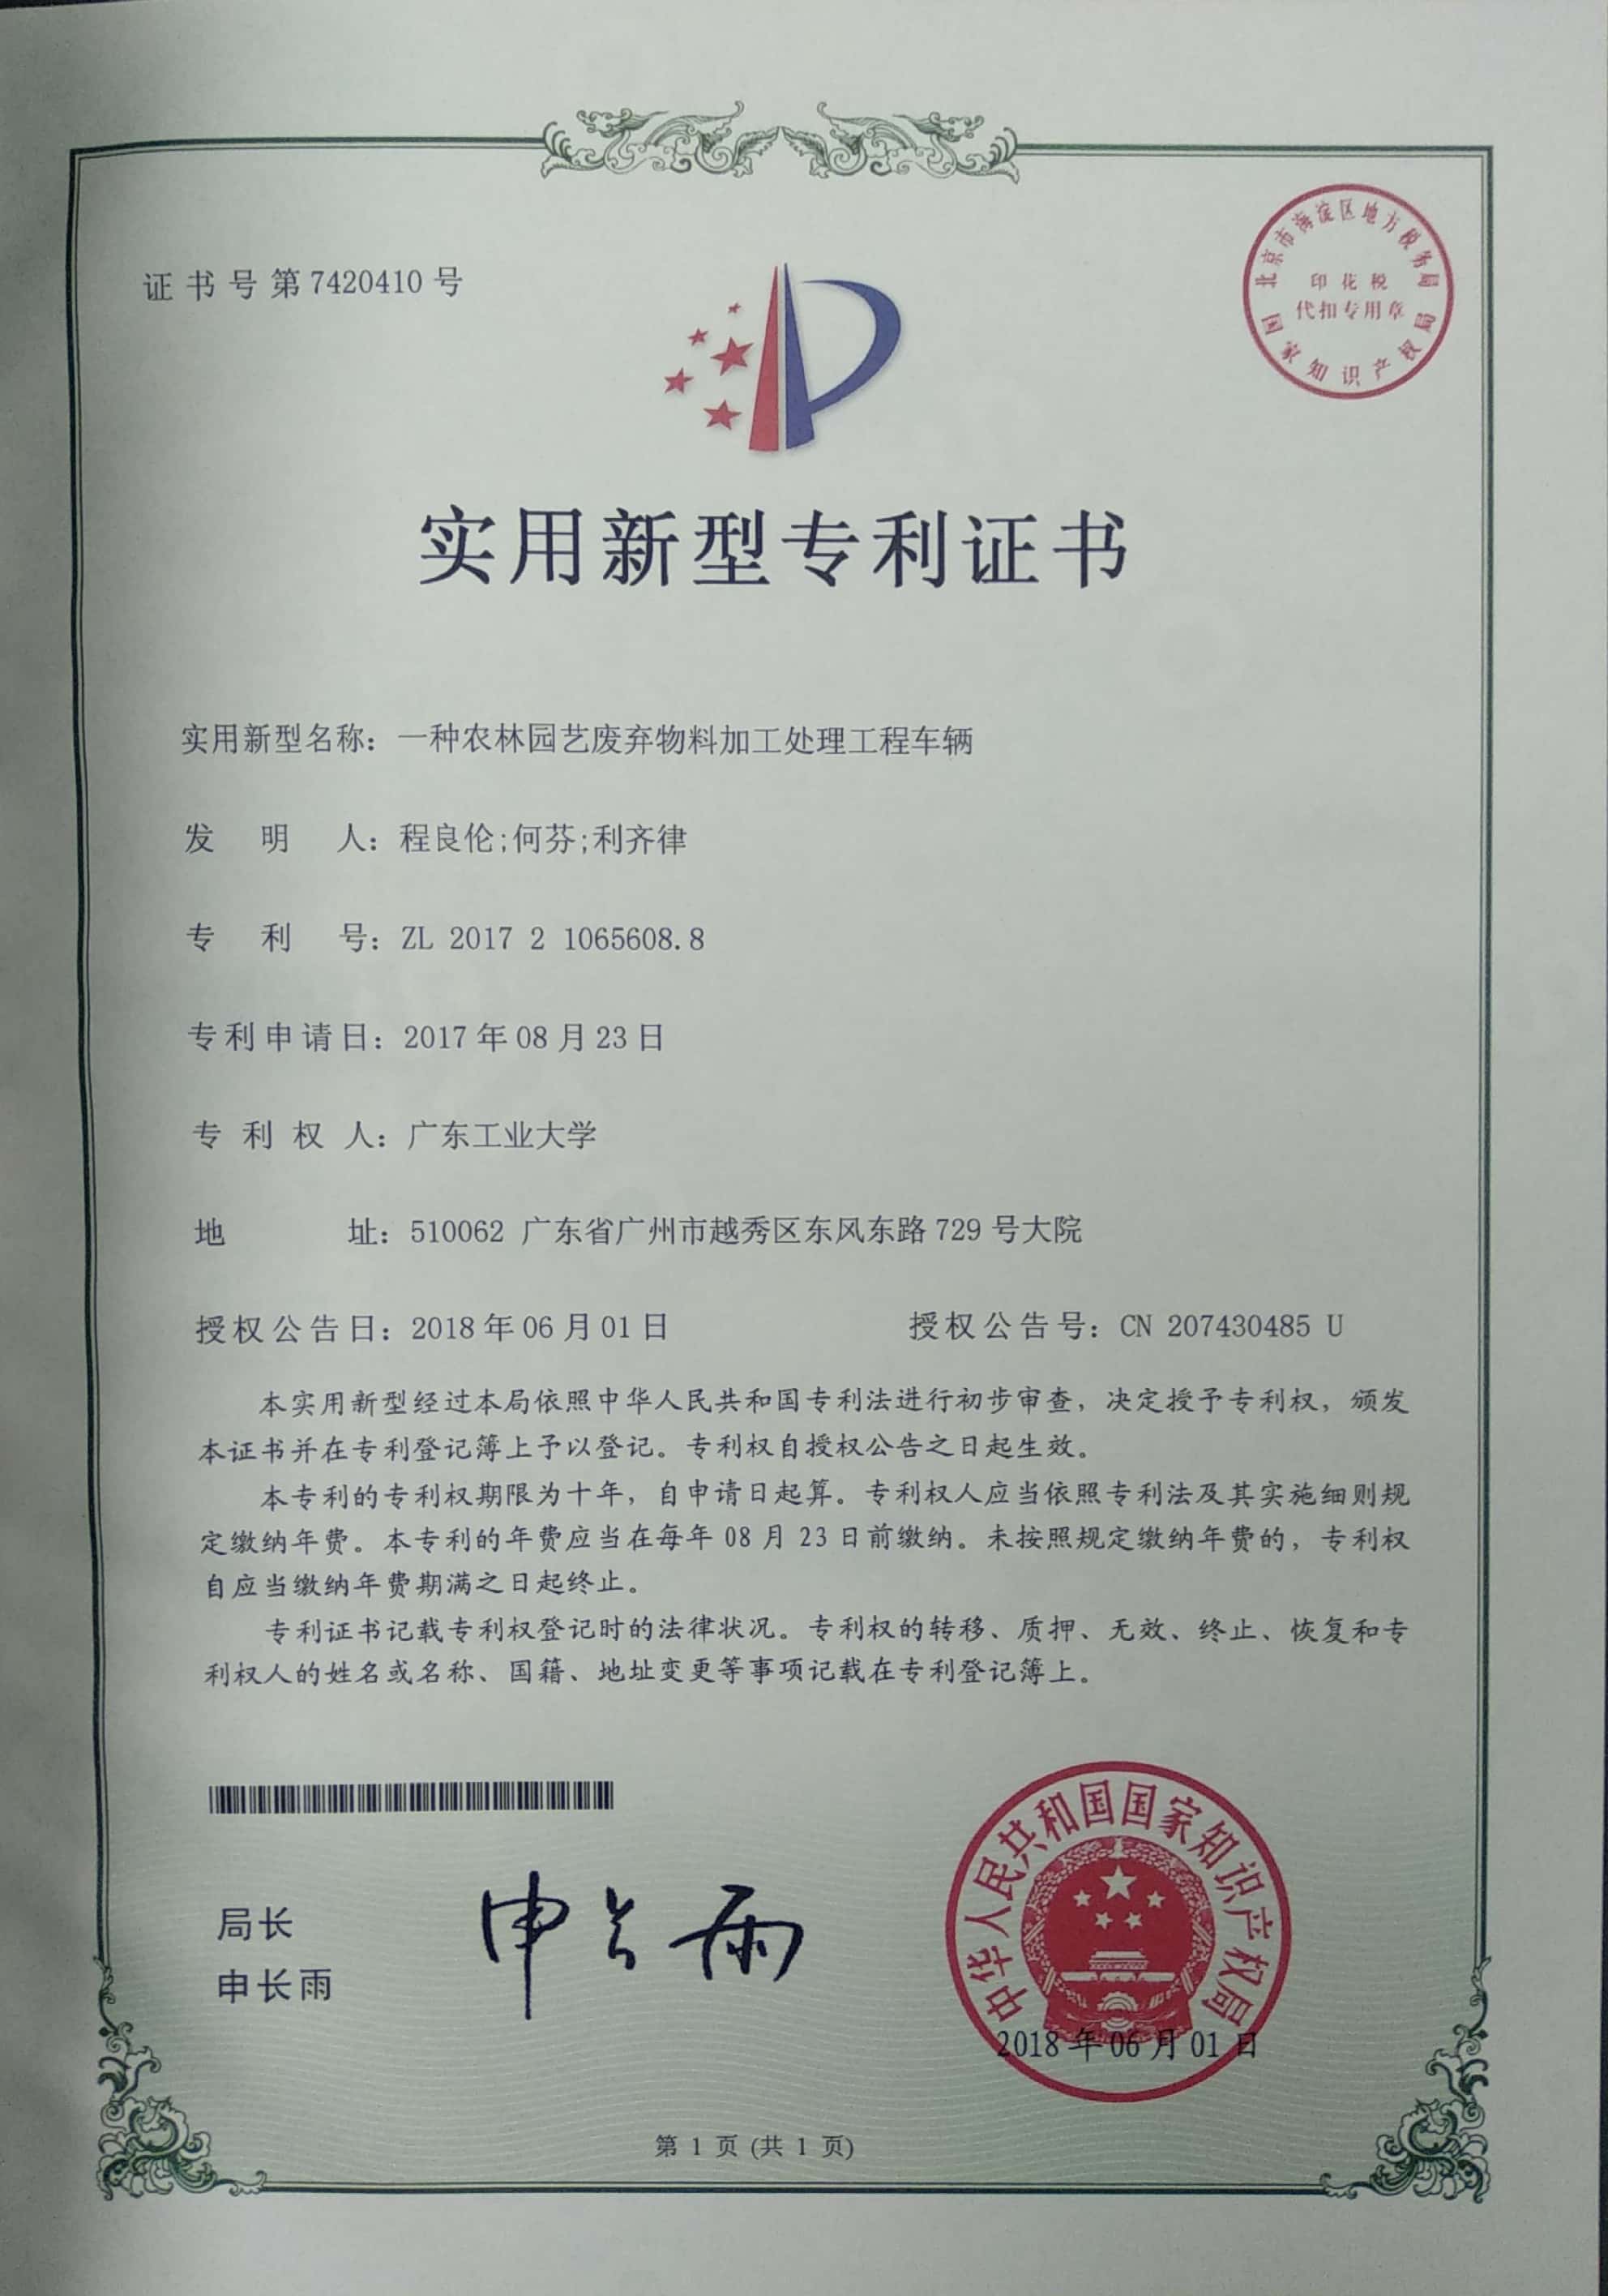 证书号第7420410号
北京市海淀区地方税务局
印花税
代扣专用章
国家知识产权局
实用新型专利证书
实用新型名称：一种农林园艺废弃物料加工处理工程车辆
发明人：程良伦;何芬;利齐律
专利号：ZL 2017 2 1065608.8
专利申请日：2017年08月23日
专利权人：广东工业大学
地址：510062 广东省广州市越秀区东风东路729号大院
授权公告日：2018年06月01日 授权公告号：CN 207430485 U
本实用新型经过本局依照中华人民共和国专利法进行初步审查，决定授予专利权，颁发
本证书并在专利登记簿上予以登记。专利权自授权公告之日起生效。
本专利的专利权期限为十年，自申请日起算。专利权人应当依照专利法及其实施细则规
定缴纳年费。本专利的年费应当在每年08月23日前缴纳。未按照规定缴纳年费的，专利权
自应当缴纳年费期满之日起终止。
专利证书记载专利权登记时的法律状况。专利权的转移、质押、无效、终止、恢复和专
利权人的姓名或名称、国籍、地址变更等事项记载在专利登记簿上。
局长
申长雨
申长雨
中华人民共和国国家知识产权局
2018年06月01日
第 1 页 (共 1 页)